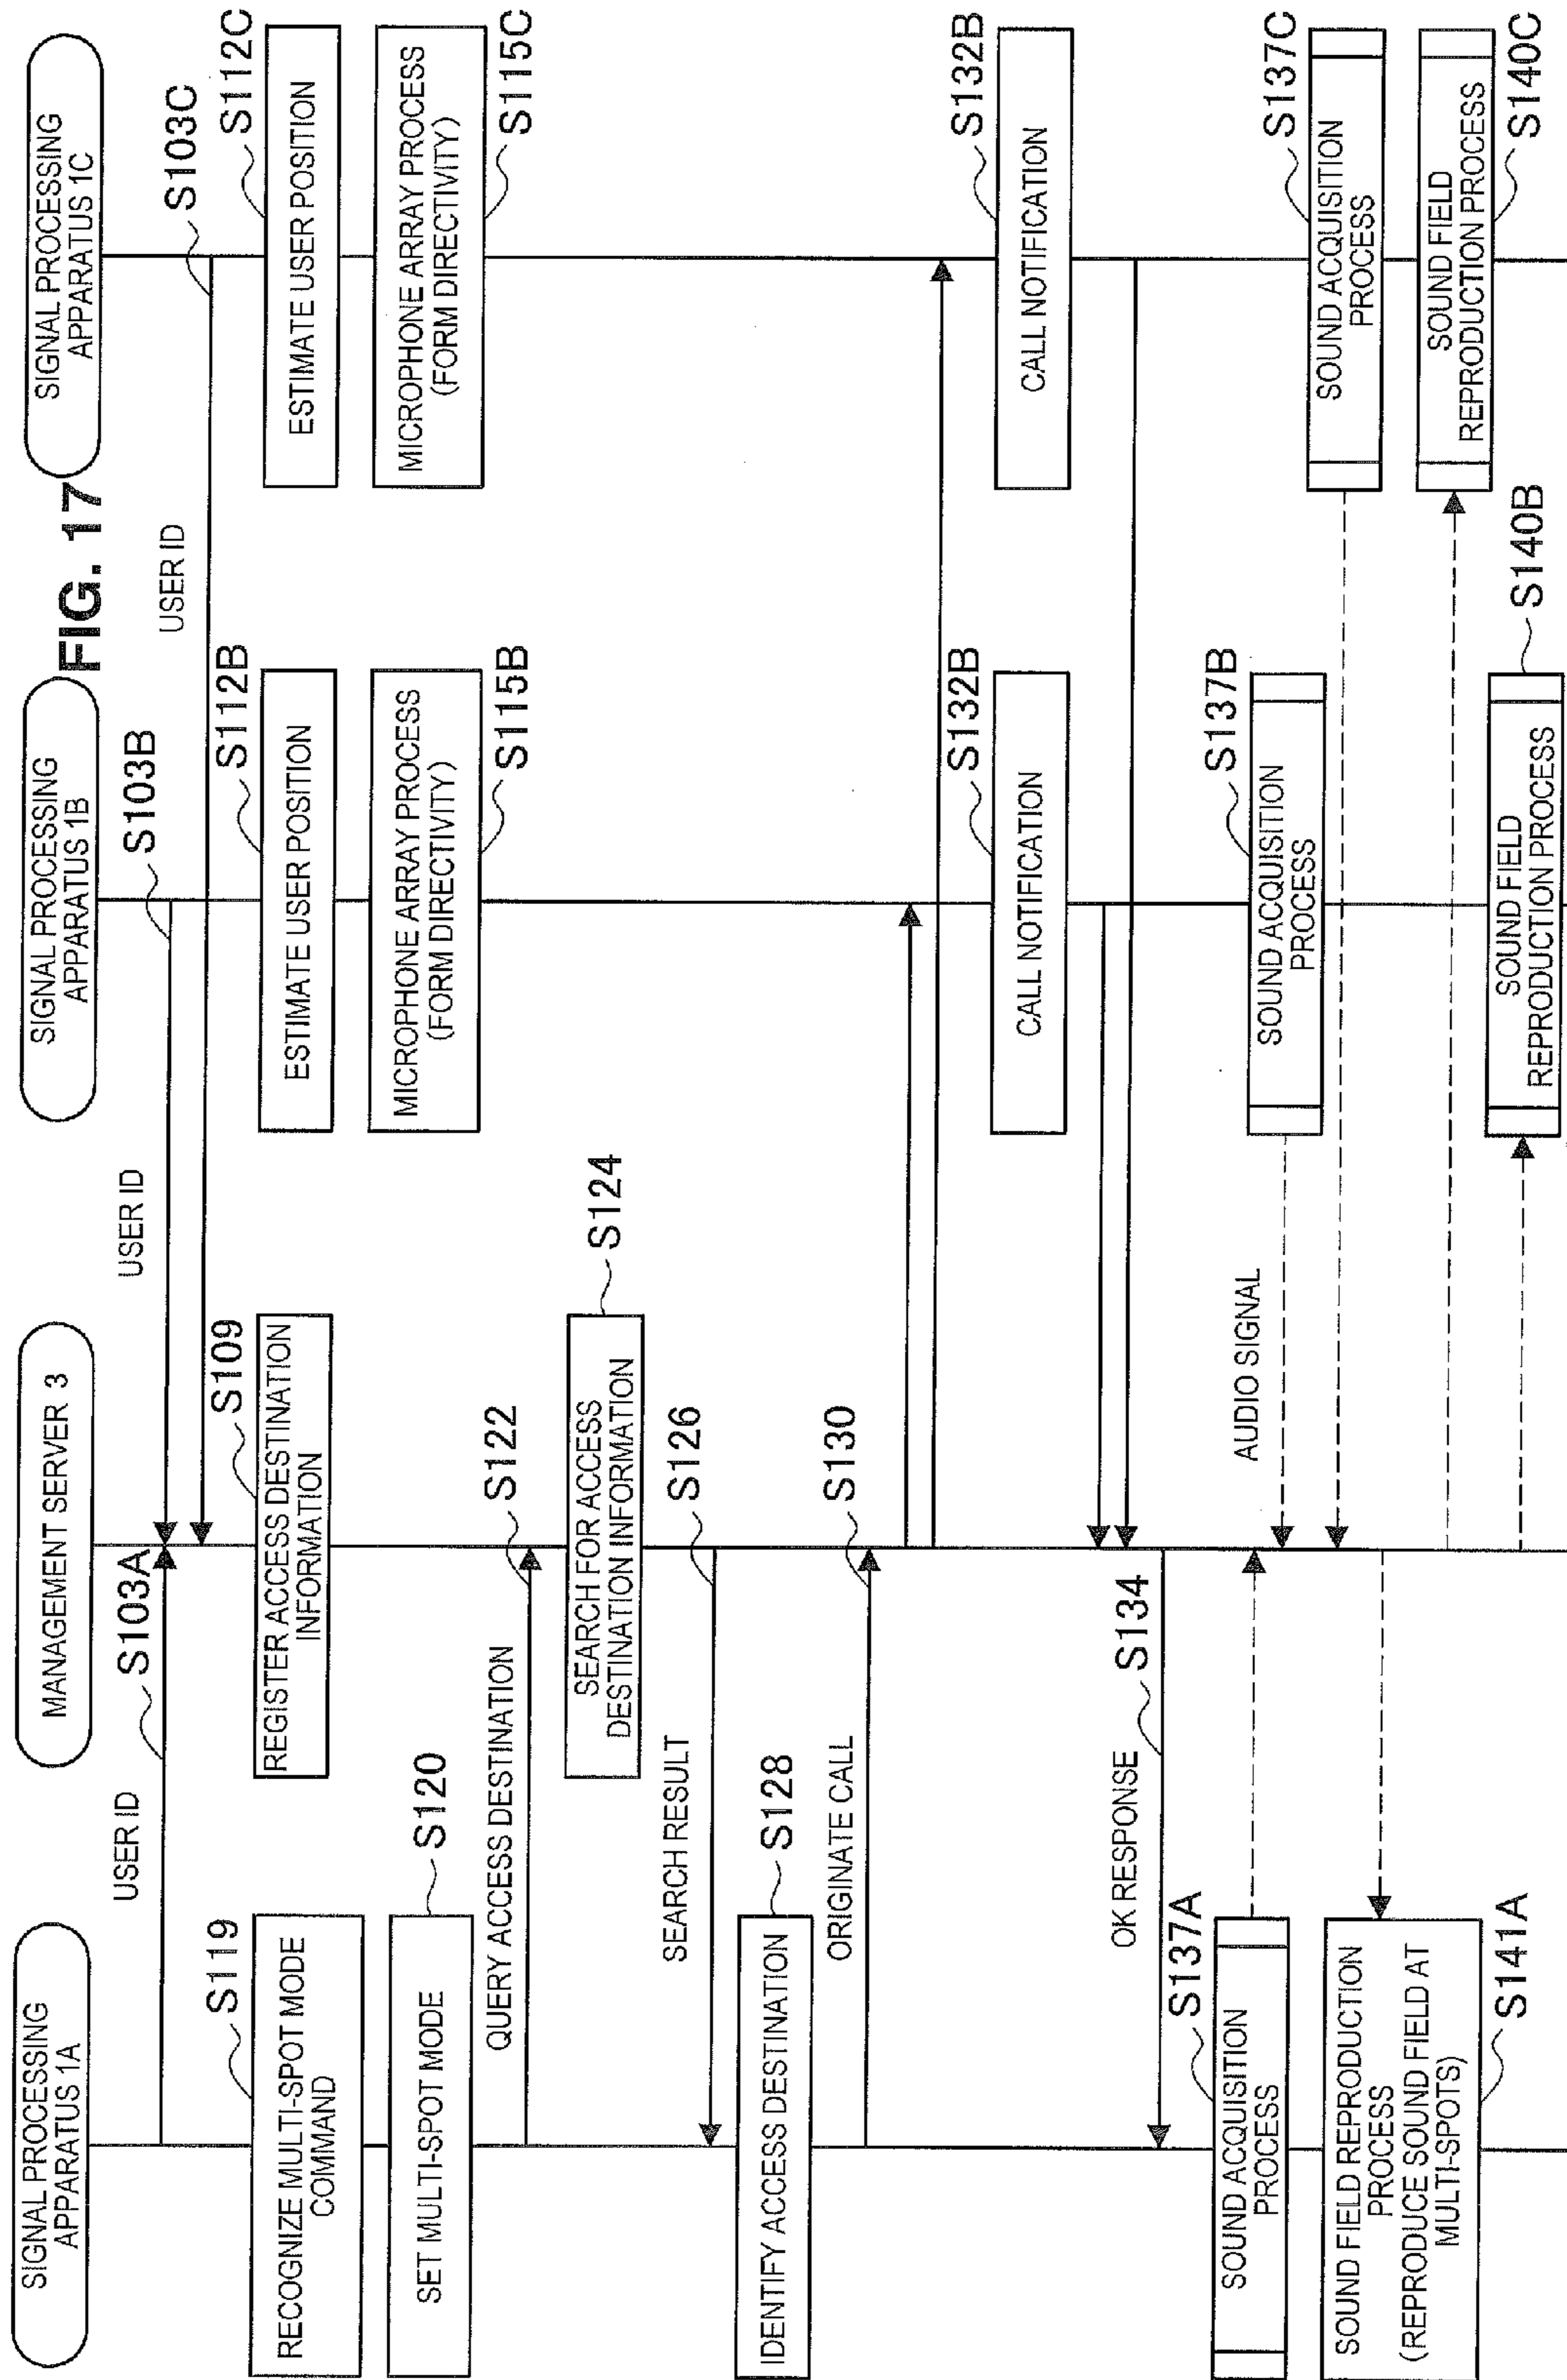 FIG. 17
SIGNAL PROCESSING
APPARATUS 1A
MANAGEMENT SERVER 3
SIGNAL PROCESSING
APPARATUS 1B
SIGNAL PROCESSING
APPARATUS 1C
USER ID
S103A
USER ID
S103B
USER ID
S103C
S119
RECOGNIZE MULTI-SPOT MODE
COMMAND
S109
REGISTER ACCESS DESTINATION
INFORMATION
S112B
ESTIMATE USER POSITION
S112C
ESTIMATE USER POSITION
SET MULTI-SPOT MODE
S120
MICROPHONE ARRAY PROCESS
(FORM DIRECTIVITY)
S115B
MICROPHONE ARRAY PROCESS
(FORM DIRECTIVITY)
S115C
QUERY ACCESS DESTINATION
S122
SEARCH FOR ACCESS
DESTINATION INFORMATION
S124
SEARCH RESULT
S126
IDENTIFY ACCESS DESTINATION
S128
ORIGINATE CALL
S130
S132B
CALL NOTIFICATION
S132B
CALL NOTIFICATION
OK RESPONSE
S134
S137A
SOUND ACQUISITION
PROCESS
AUDIO SIGNAL
S137B
SOUND ACQUISITION
PROCESS
S137C
SOUND ACQUISITION
PROCESS
SOUND FIELD REPRODUCTION
PROCESS
(REPRODUCE SOUND FIELD AT
MULTI-SPOTS)
S141A
SOUND FIELD
REPRODUCTION PROCESS
S140B
SOUND FIELD
REPRODUCTION PROCESS
S140C